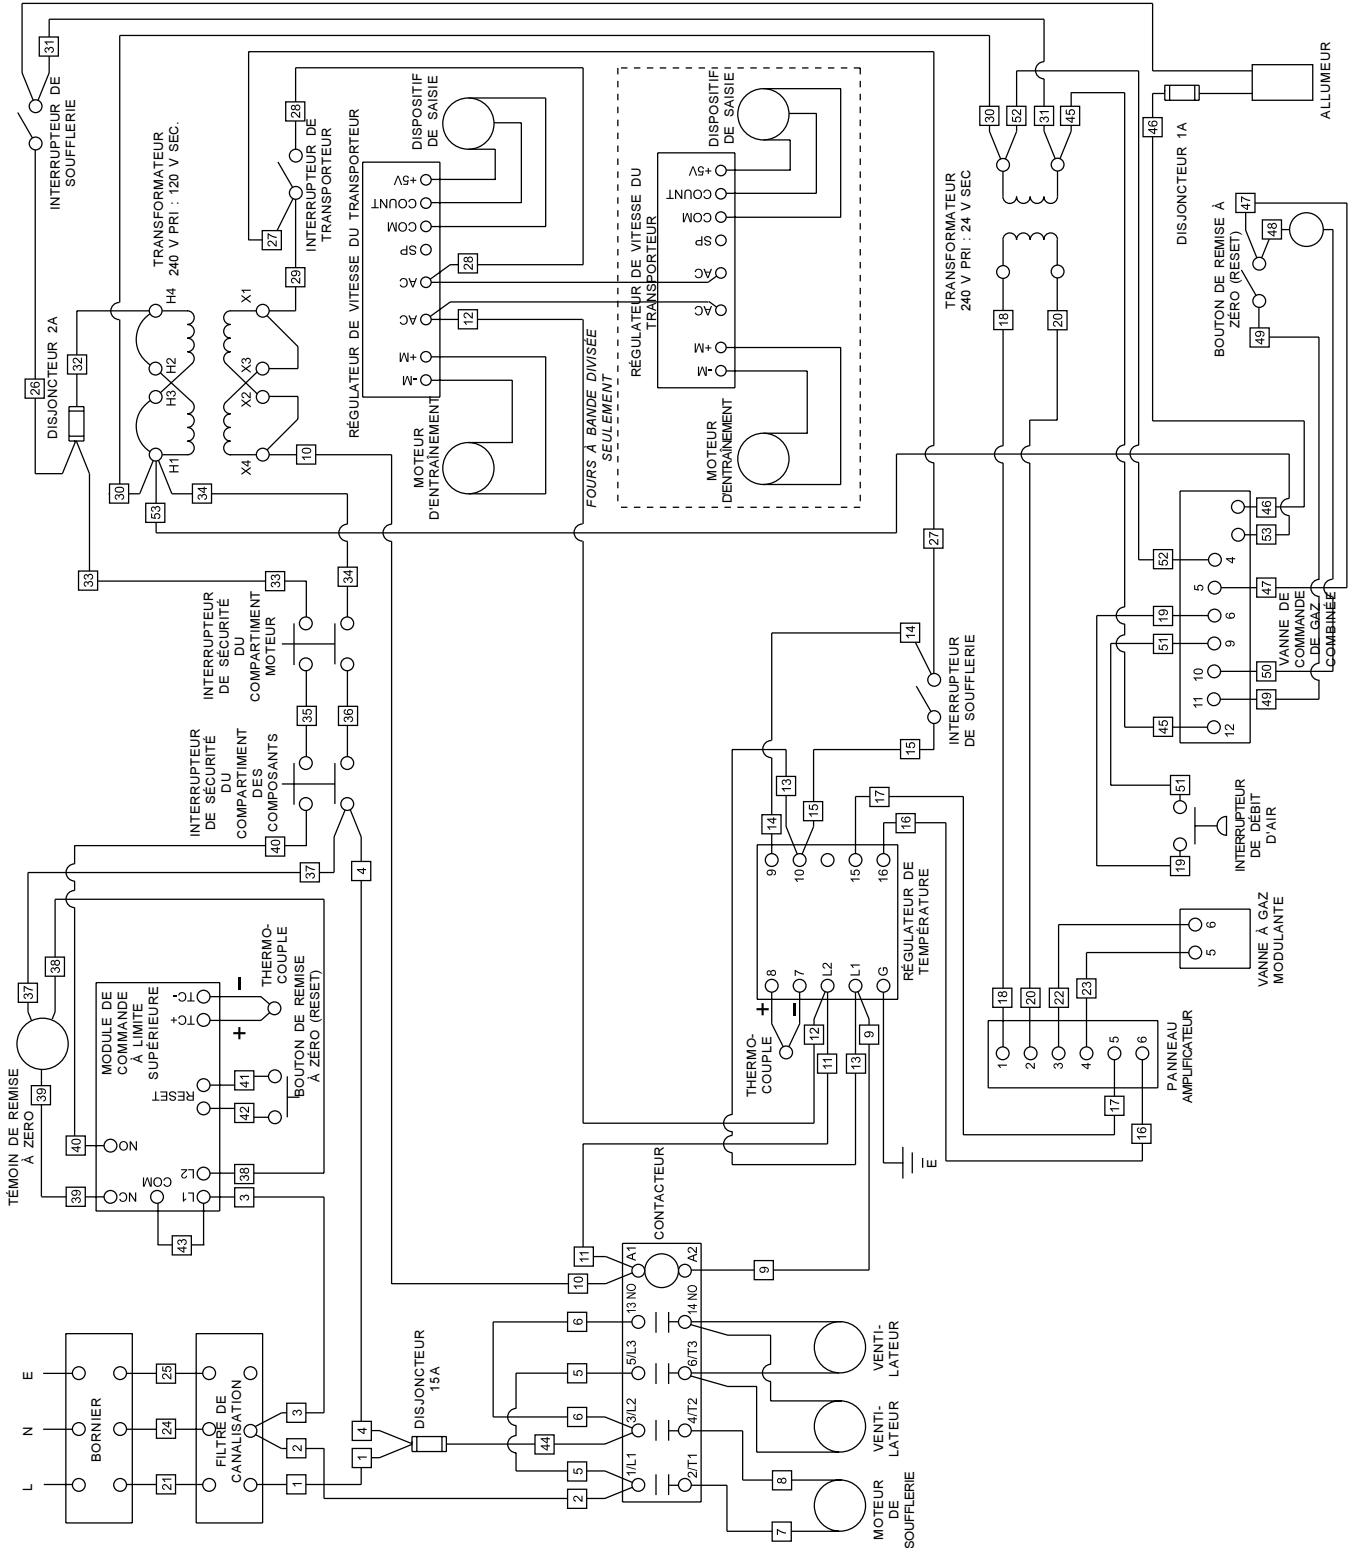 31
INTERRUPTEUR DE
SOUFFLERIE
26
DISJONCTEUR 2A
32
TRANSFORMATEUR
240 V PRI : 120 V SEC.
H4
H2
H3
H1
X1
X3
X2
X4
30
53
34
10
29
27
28
INTERRUPTEUR DE
TRANSPORTEUR
RÉGULATEUR DE VITESSE DU TRANSPORTEUR
DISPOSITIF
DE SAISIE
+5V
COUNT
COM
SP
AC
AC
+M
-M
28
12
MOTEUR
D'ENTRAÎNEMENT
FOURS À BANDE DIVISÉE
SEULEMENT
RÉGULATEUR DE VITESSE DU
TRANSPORTEUR
DISPOSITIF
DE SAISIE
+5V
COUNT
COM
SP
AC
AC
+M
-M
MOTEUR
D'ENTRAÎNEMENT
TRANSFORMATEUR
240 V PRI : 24 V SEC
30
52
31
45
18
20
46
DISJONCTEUR 1A
ALLUMEUR
BOUTON DE REMISE À
ZÉRO (RESET)
47
48
49
33
33
34
INTERRUPTEUR
DE SÉCURITÉ
DU
COMPARTIMENT
MOTEUR
35
36
INTERRUPTEUR
DE SÉCURITÉ
DU
COMPARTIMENT
DES
COMPOSANTS
40
37
4
27
14
INTERRUPTEUR
DE SOUFFLERIE
15
13
15
14
17
16
9
10
15
16
8
7
L2
L1
G
RÉGULATEUR DE
TEMPÉRATURE
+
-
THERMO-
COUPLE
12
11
13
9
E
52
19
51
45
46
53
47
50
49
4
5
6
9
10
11
12
VANNE DE
COMMANDE
DE GAZ
COMBINÉE
51
19
INTERRUPTEUR
DE DÉBIT
D'AIR
6
5
VANNE À GAZ
MODULANTE
18
20
22
23
1
2
3
4
5
6
17
16
PANNEAU
AMPLIFICATEUR
37
38
39
TÉMOIN DE REMISE
À ZERO
40
39
MODULE DE
COMMANDE
À LIMITE
SUPÉRIEURE
TC-
TC+
RESET
NO
NC
COM
L2
L1
-
+
THERMO-
COUPLE
41
42
BOUTON DE REMISE
À ZÉRO (RESET)
38
3
43
E
N
L
BORNIER
25
24
21
FILTRE DE
CANALISATION
3
2
1
4
1
DISJONCTEUR
15A
44
11
10
6
5
6
5
2
CONTACTEUR
A1
A2
13 NO
14 NO
5/L3
6/T3
3/L2
4/T2
1/L1
2/T1
9
8
7
VENTI-
LATEUR
VENTI-
LATEUR
MOTEUR
DE
SOUFFLERIE